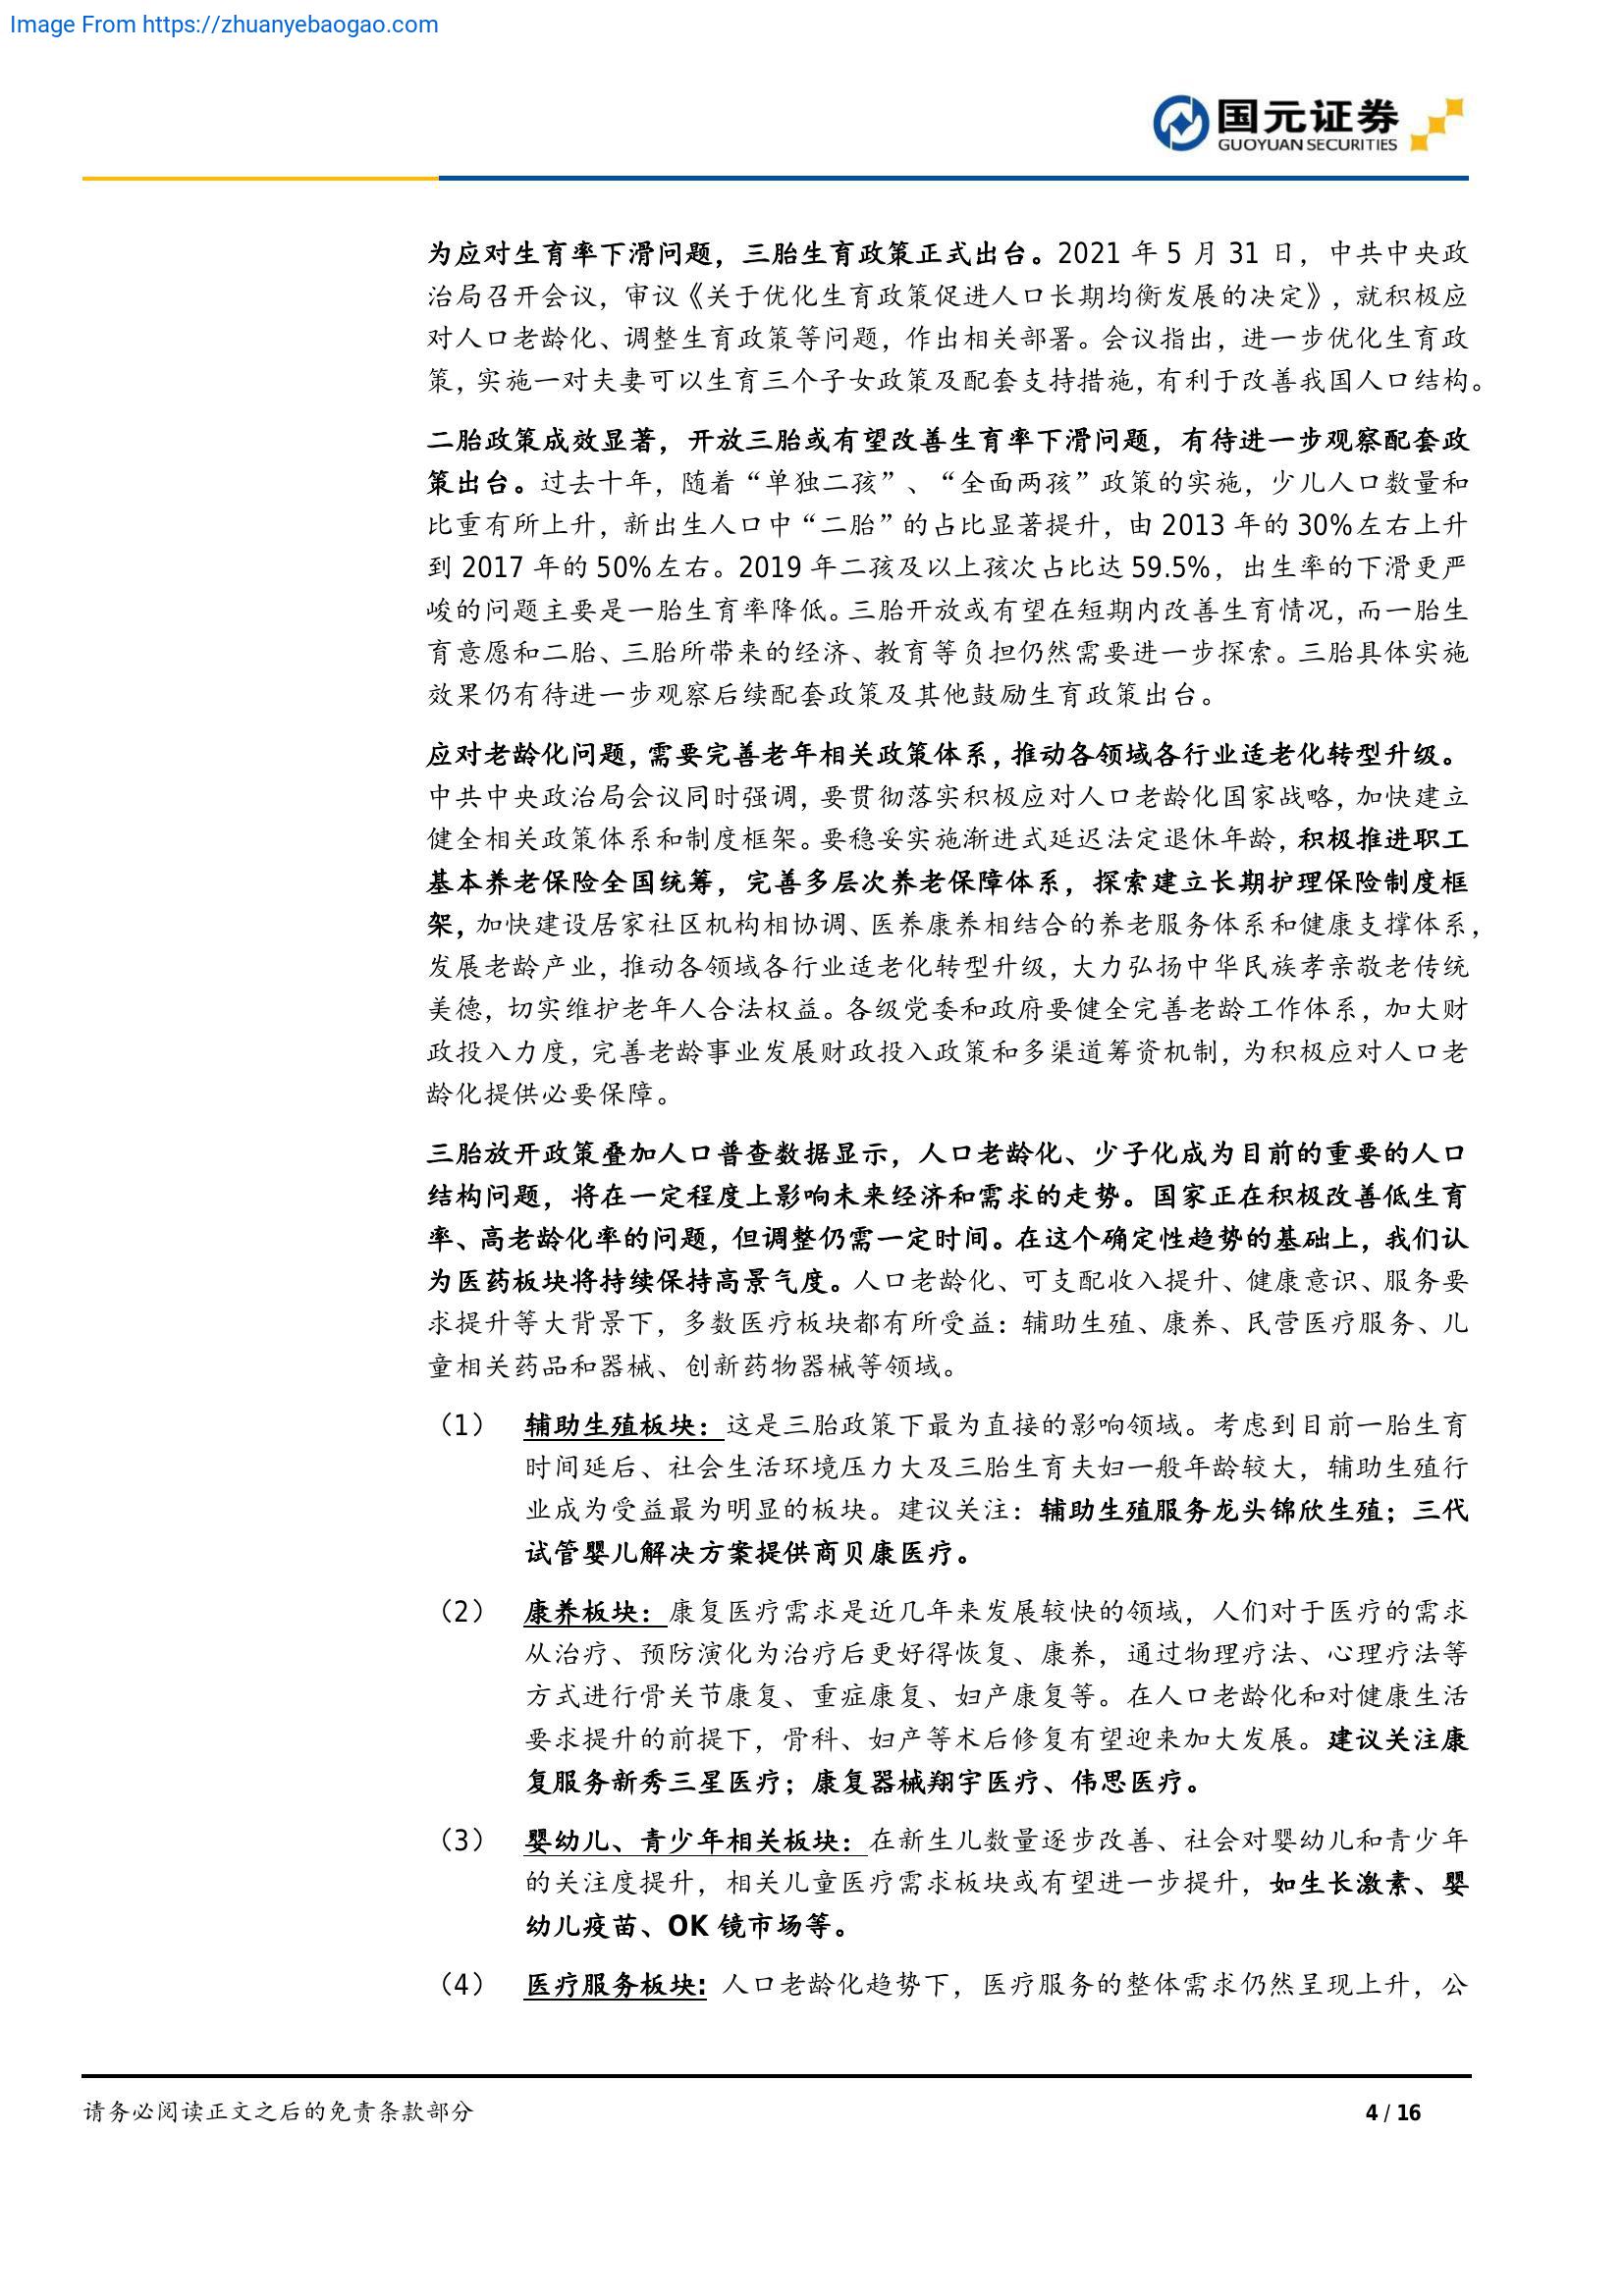 Image From https://zhuanyebaogao.com
国元证券
GUOYUAN SECURITIES
为应对生育率下滑问题，三胎生育政策正式出台。2021 年 5 月 31 日，中共中央政
治局召开会议，审议《关于优化生育政策促进人口长期均衡发展的决定》，就积极应
对人口老龄化、调整生育政策等问题，作出相关部署。会议指出，进一步优化生育政
策，实施一对夫妻可以生育三个子女政策及配套支持措施，有利于改善我国人口结构。
二胎政策成效显著，开放三胎或有望改善生育率下滑问题，有待进一步观察配套政
策出台。过去十年，随着“单独二孩”、“全面两孩”政策的实施，少儿人口数量和
比重有所上升，新出生人口中“二胎”的占比显著提升，由 2013 年的 30%左右上升
到 2017 年的 50%左右。2019 年二孩及以上孩次占比达 59.5%，出生率的下滑更严
峻的问题主要是一胎生育率降低。三胎开放或有望在短期内改善生育情况，而一胎生
育意愿和二胎、三胎所带来的经济、教育等负担仍然需要进一步探索。三胎具体实施
效果仍有待进一步观察后续配套政策及其他鼓励生育政策出台。
应对老龄化问题，需要完善老年相关政策体系，推动各领域各行业适老化转型升级。
中共中央政治局会议同时强调，要贯彻落实积极应对人口老龄化国家战略，加快建立
健全相关政策体系和制度框架。要稳妥实施渐进式延迟法定退休年龄，积极推进职工
基本养老保险全国统筹，完善多层次养老保障体系，探索建立长期护理保险制度框
架，加快建设居家社区机构相协调、医养康养相结合的养老服务体系和健康支撑体系，
发展老龄产业，推动各领域各行业适老化转型升级，大力弘扬中华民族孝亲敬老传统
美德，切实维护老年人合法权益。各级党委和政府要健全完善老龄工作体系，加大财
政投入力度，完善老龄事业发展财政投入政策和多渠道筹资机制，为积极应对人口老
龄化提供必要保障。
三胎放开政策叠加人口普查数据显示，人口老龄化、少子化成为目前的重要的人口
结构问题，将在一定程度上影响未来经济和需求的走势。国家正在积极改善低生育
率、高老龄化率的问题，但调整仍需一定时间。在这个确定性趋势的基础上，我们认
为医药板块将持续保持高景气度。人口老龄化、可支配收入提升、健康意识、服务要
求提升等大背景下，多数医疗板块都有所受益：辅助生殖、康养、民营医疗服务、儿
童相关药品和器械、创新药物器械等领域。
（1） 辅助生殖板块：这是三胎政策下最为直接的影响领域。考虑到目前一胎生育
时间延后、社会生活环境压力大及三胎生育夫妇一般年龄较大，辅助生殖行
业成为受益最为明显的板块。建议关注：辅助生殖服务龙头锦欣生殖；三代
试管婴儿解决方案提供商贝康医疗。
（2） 康养板块：康复医疗需求是近几年来发展较快的领域，人们对于医疗的需求
从治疗、预防演化为治疗后更好得恢复、康养，通过物理疗法、心理疗法等
方式进行骨关节康复、重症康复、妇产康复等。在人口老龄化和对健康生活
要求提升的前提下，骨科、妇产等术后修复有望迎来加大发展。建议关注康
复服务新秀三星医疗；康复器械翔宇医疗、伟思医疗。
（3） 婴幼儿、青少年相关板块：在新生儿数量逐步改善、社会对婴幼儿和青少年
的关注度提升，相关儿童医疗需求板块或有望进一步提升，如生长激素、婴
幼儿疫苗、OK 镜市场等。
（4） 医疗服务板块：人口老龄化趋势下，医疗服务的整体需求仍然呈现上升，公
请务必阅读正文之后的免责条款部分
4 / 16